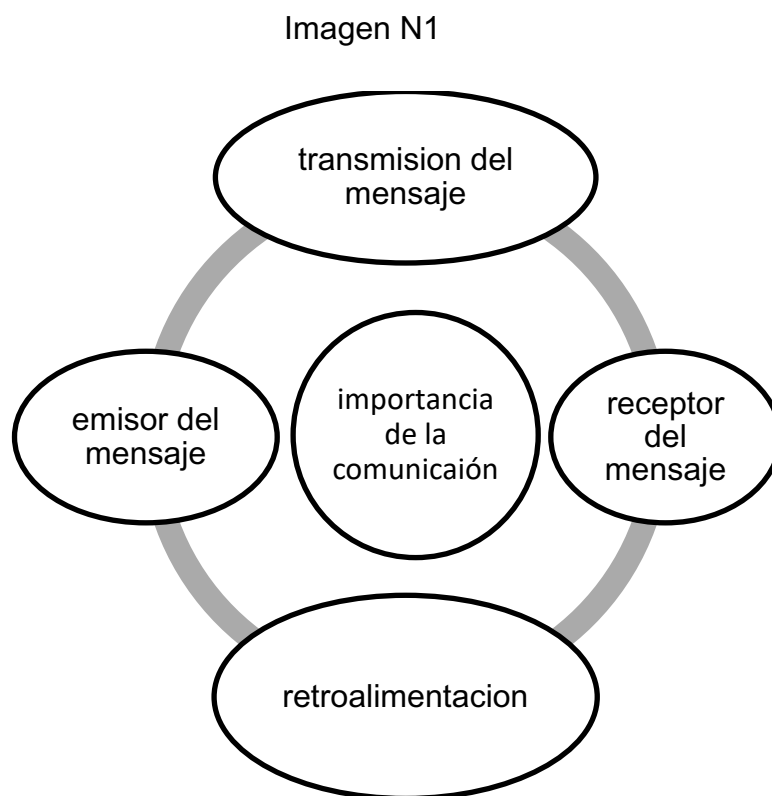 Imagen N1
transmision del
mensaje
emisor del
mensaje
importancia
de la
comunicaión
receptor
del
mensaje
retroalimentacion